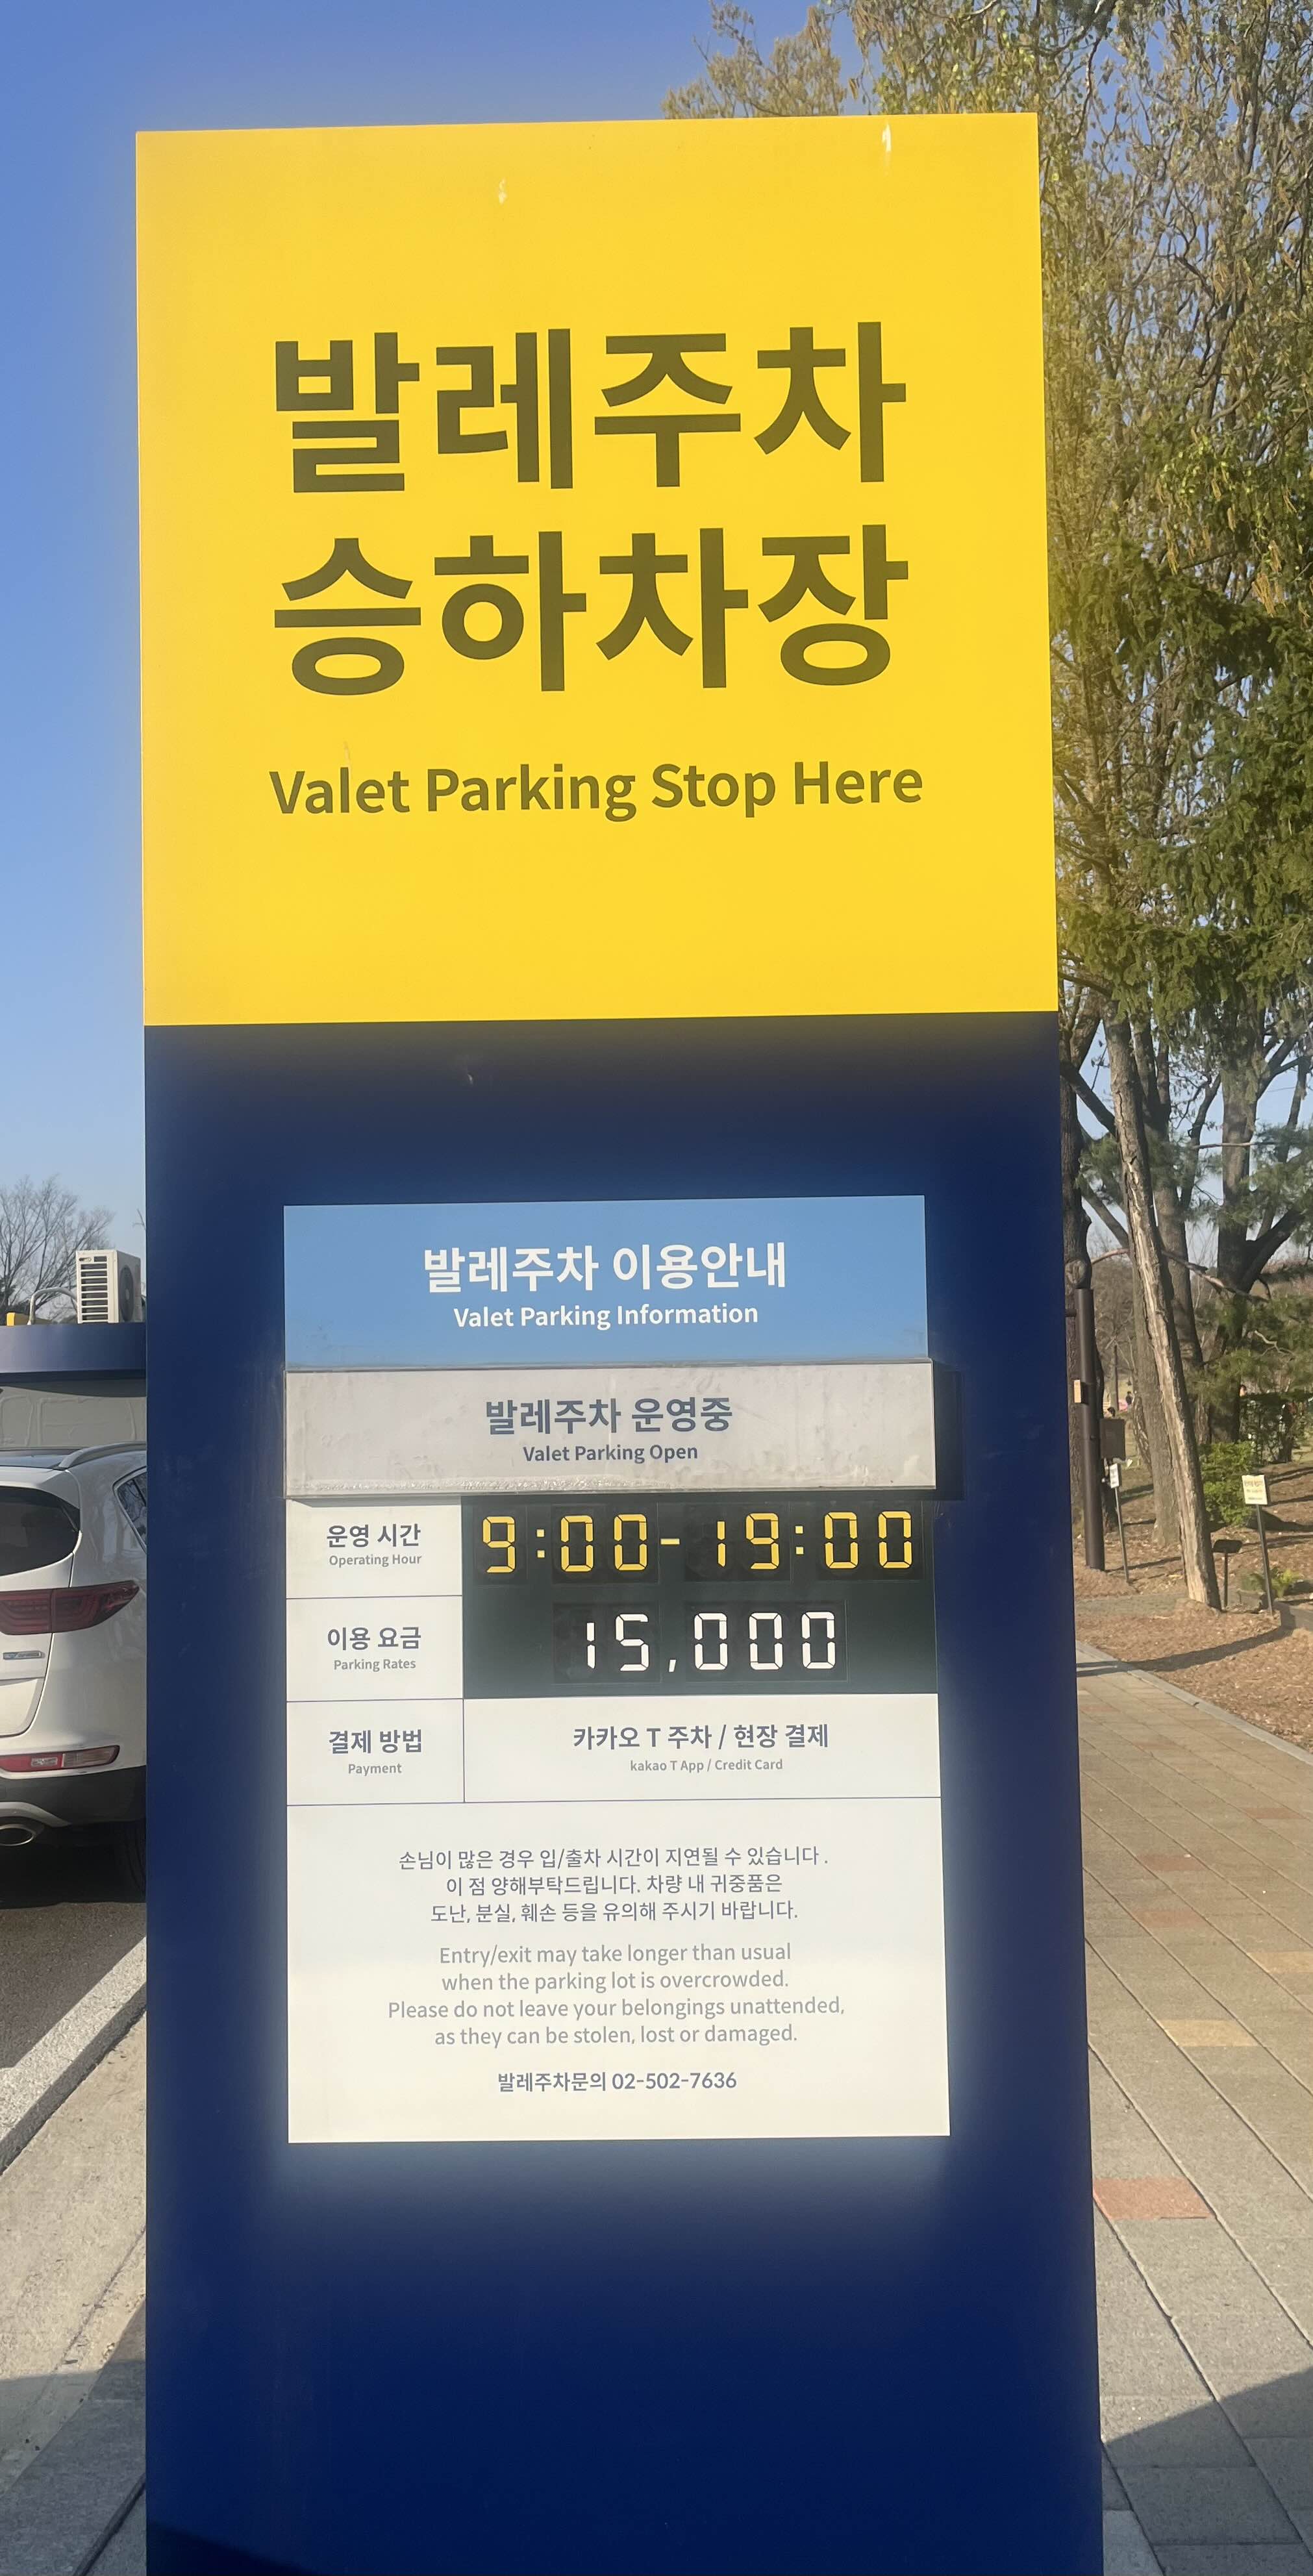 발레주차
승하차장
Valet Parking Stop Here
발레주차 이용안내
Valet Parking Information
발레주차 운영중
Valet Parking Open
운영 시간
Operating Hour
9:00-19:00
이용 요금
Parking Rates
15,000
결제 방법
Payment
카카오 T 주차 / 현장 결제
kakao T App / Credit Card
손님이 많은 경우 입/출차 시간이 지연될 수 있습니다.
이 점 양해부탁드립니다. 차량 내 귀중품은
도난, 분실, 훼손 등을 유의해 주시기 바랍니다.
Entry/exit may take longer than usual
when the parking lot is overcrowded.
Please do not leave your belongings unattended,
as they can be stolen, lost or damaged.
발레주차문의 02-502-7636